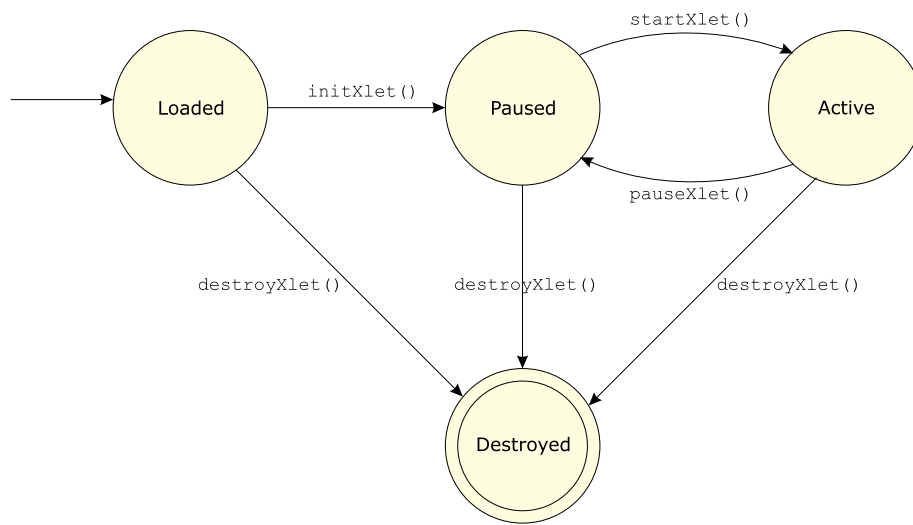 startXlet()
initXlet()
Loaded
Paused
Active
pauseXlet()
destroyXlet()
destroyXlet()
destroyXlet()
Destroyed